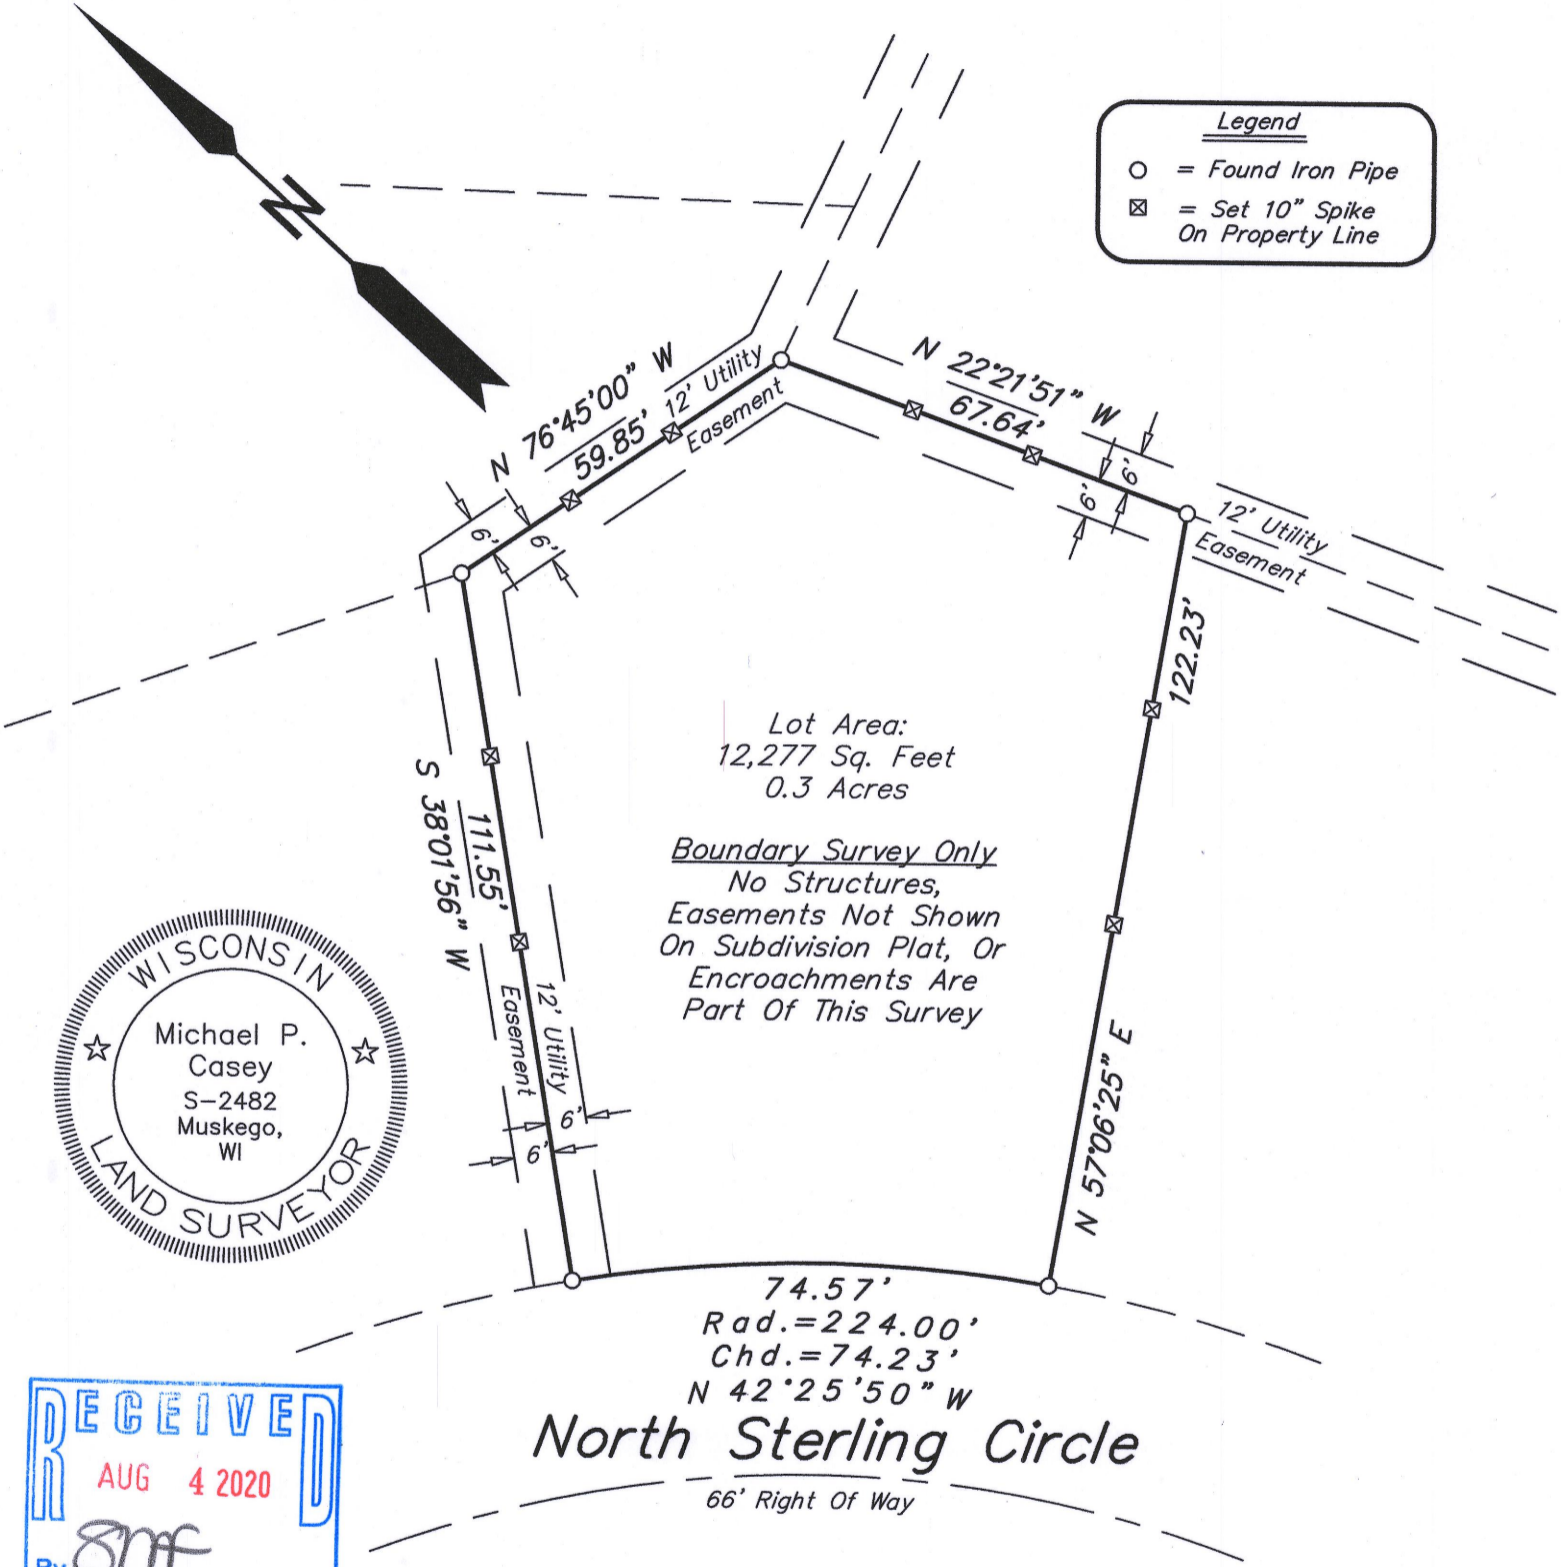 Legend
= Found Iron Pipe
= Set 10" Spike
On Property Line
N
N 76°45'00" W
59.85'
12' Utility
Easement
N 22°21'51" W
67.64'
6'
6'
6'
6'
12' Utility
Easement
122.23'
N 57°06'25" E
S 38°01'56" W
111.55'
12' Utility
Easement
6'
6'
Lot Area:
12,277 Sq. Feet
0.3 Acres
Boundary Survey Only
No Structures,
Easements Not Shown
On Subdivision Plat, Or
Encroachments Are
Part Of This Survey
WISCONSIN
Michael P.
Casey
S-2482
Muskego,
WI
LAND SURVEYOR
74.57'
Rad.=224.00'
Chd.=74.23'
N 42°25'50" W
North Sterling Circle
66' Right Of Way
RECEIVED
AUG 4 2020
By